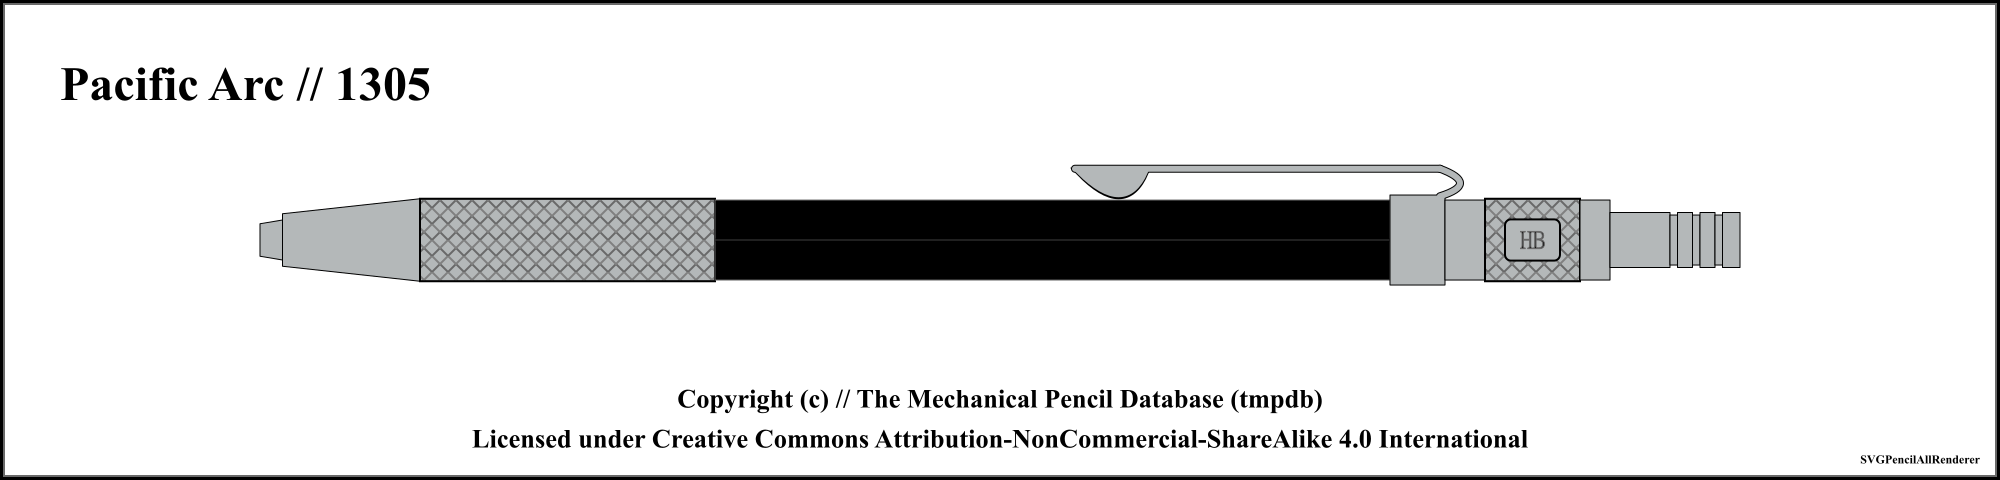 Pacific Arc // 1305
HB
Copyright (c) // The Mechanical Pencil Database (tmpdb)
Licensed under Creative Commons Attribution-NonCommercial-ShareAlike 4.0 International
SVGPencilAllRenderer